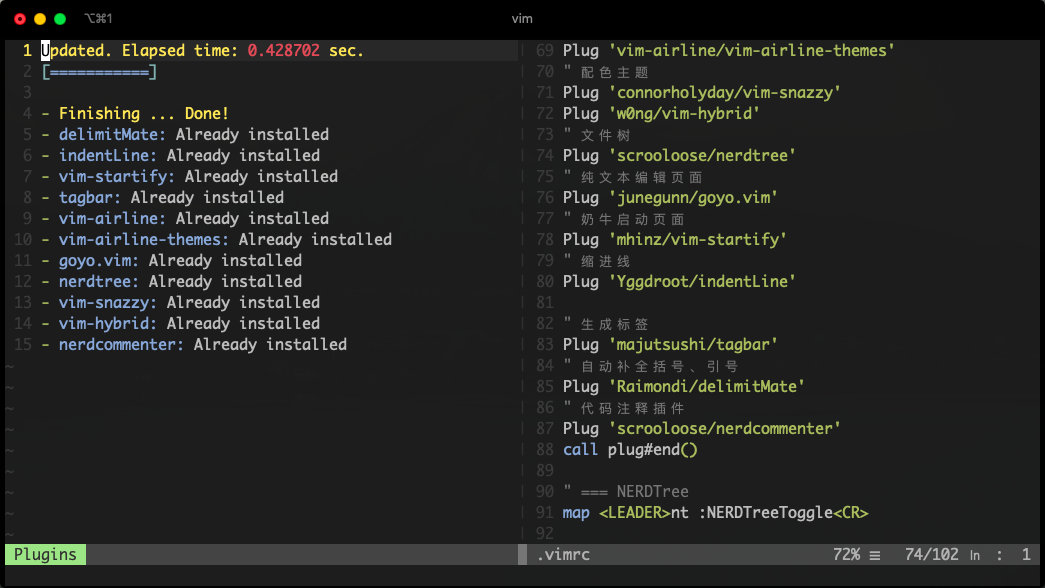 ⌥⌘1
vim
1 Updated. Elapsed time: 0.428702 sec.
2 [===========]
3
4 - Finishing ... Done!
5 - delimitMate: Already installed
6 - indentLine: Already installed
7 - vim-startify: Already installed
8 - tagbar: Already installed
9 - vim-airline: Already installed
10 - vim-airline-themes: Already installed
11 - goyo.vim: Already installed
12 - nerdtree: Already installed
13 - vim-snazzy: Already installed
14 - vim-hybrid: Already installed
15 - nerdcommenter: Already installed
~
~
~
~
~
~
~
~
~
Plugins
69 Plug 'vim-airline/vim-airline-themes'
70 " 配色主题
71 Plug 'connorholyday/vim-snazzy'
72 Plug 'w0ng/vim-hybrid'
73 " 文件树
74 Plug 'scrooloose/nerdtree'
75 " 纯文本编辑页面
76 Plug 'junegunn/goyo.vim'
77 " 奶牛启动页面
78 Plug 'mhinz/vim-startify'
79 " 缩进线
80 Plug 'Yggdroot/indentLine'
81
82 " 生成标签
83 Plug 'majutsushi/tagbar'
84 " 自动补全括号、引号
85 Plug 'Raimondi/delimitMate'
86 " 代码注释插件
87 Plug 'scrooloose/nerdcommenter'
88 call plug#end()
89
90 " === NERDTree
91 map <LEADER>nt :NERDTreeToggle<CR>
92
.vimrc 72% ☰ 74/102 ㏑ : 1